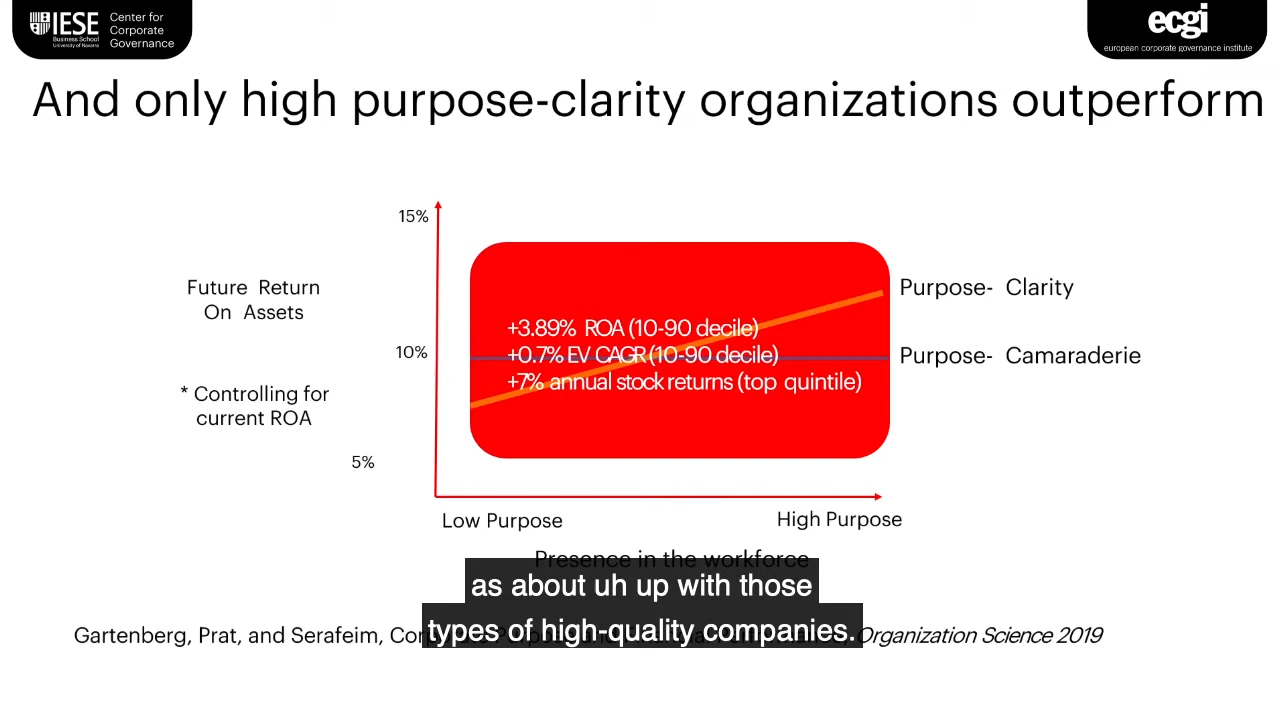 IESE
Business School
University of Navarra
Center for
Corporate
Governance
ecgi
european corporate governance institute
And only high purpose-clarity organizations outperform
15%
Future Return
On Assets
Purpose- Clarity
+3.89% ROA (10-90 decile)
+0.7% EV CAGR (10-90 decile)
+7% annual stock returns (top quintile)
10%
Purpose- Camaraderie
* Controlling for
current ROA
5%
Low Purpose
High Purpose
Presence in the workforce
as about uh up with those
types of high-quality companies.
Gartenberg, Prat, and Serafeim, Organization Science 2019